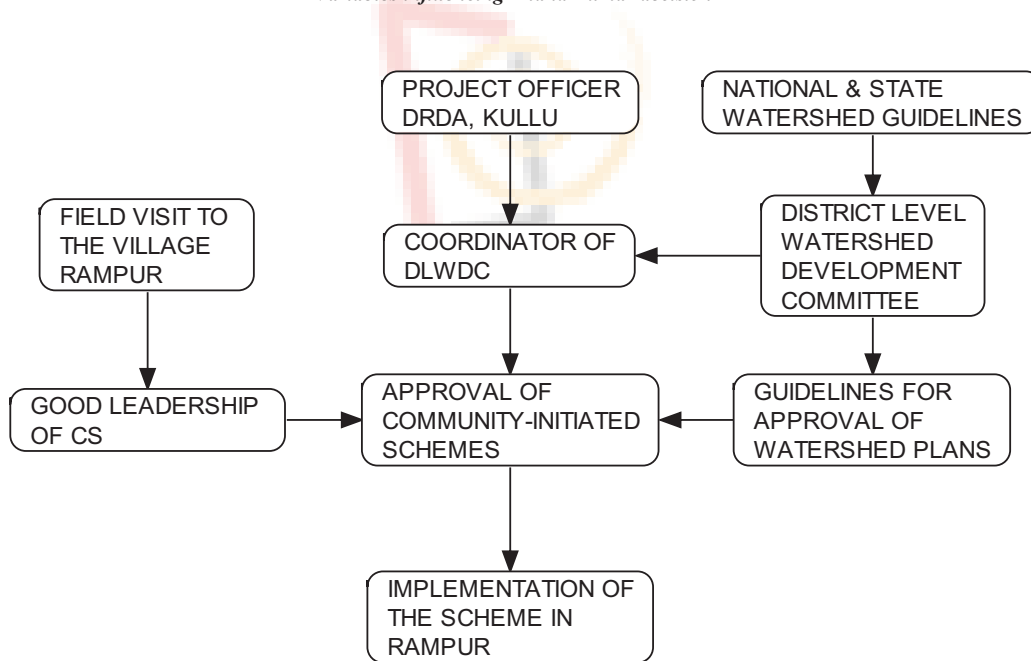 PROJECT OFFICER
DRDA, KULLU
NATIONAL & STATE
WATERSHED GUIDELINES
FIELD VISIT TO
THE VILLAGE
RAMPUR
COORDINATOR OF
DLWDC
DISTRICT LEVEL
WATERSHED
DEVELOPMENT
COMMITTEE
GOOD LEADERSHIP
OF CS
APPROVAL OF
COMMUNITY-INITIATED
SCHEMES
GUIDELINES FOR
APPROVAL OF
WATERSHED PLANS
IMPLEMENTATION OF
THE SCHEME IN
RAMPUR